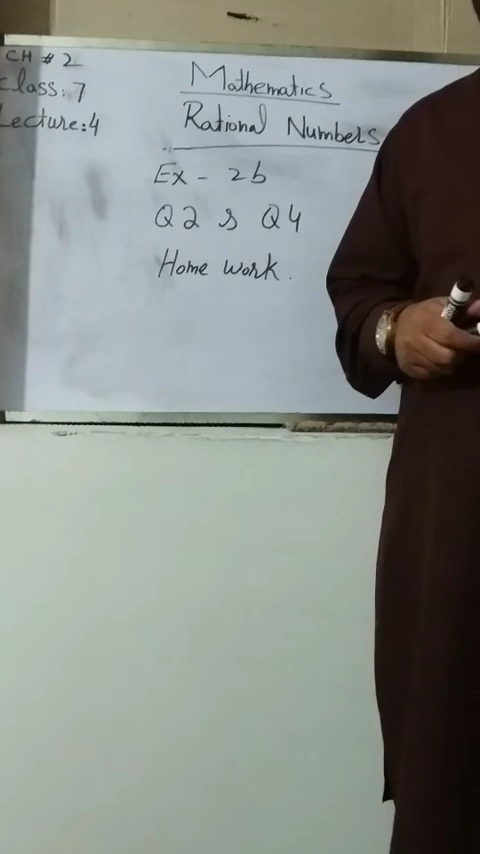 CH # 2
Class: 7
Lecture: 4
Mathematics
Rational Numbers
Ex - 2b
Q2 & Q4
Home work.